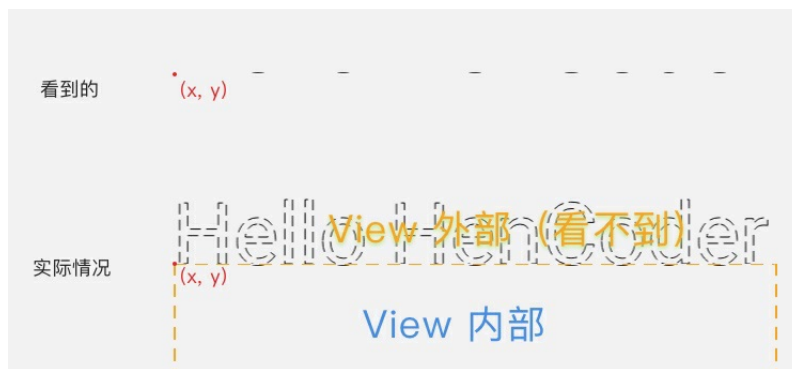 看到的
(x, y)
Hello HenCoder
View 外部（看不到）
实际情况
(x, y)
View 内部